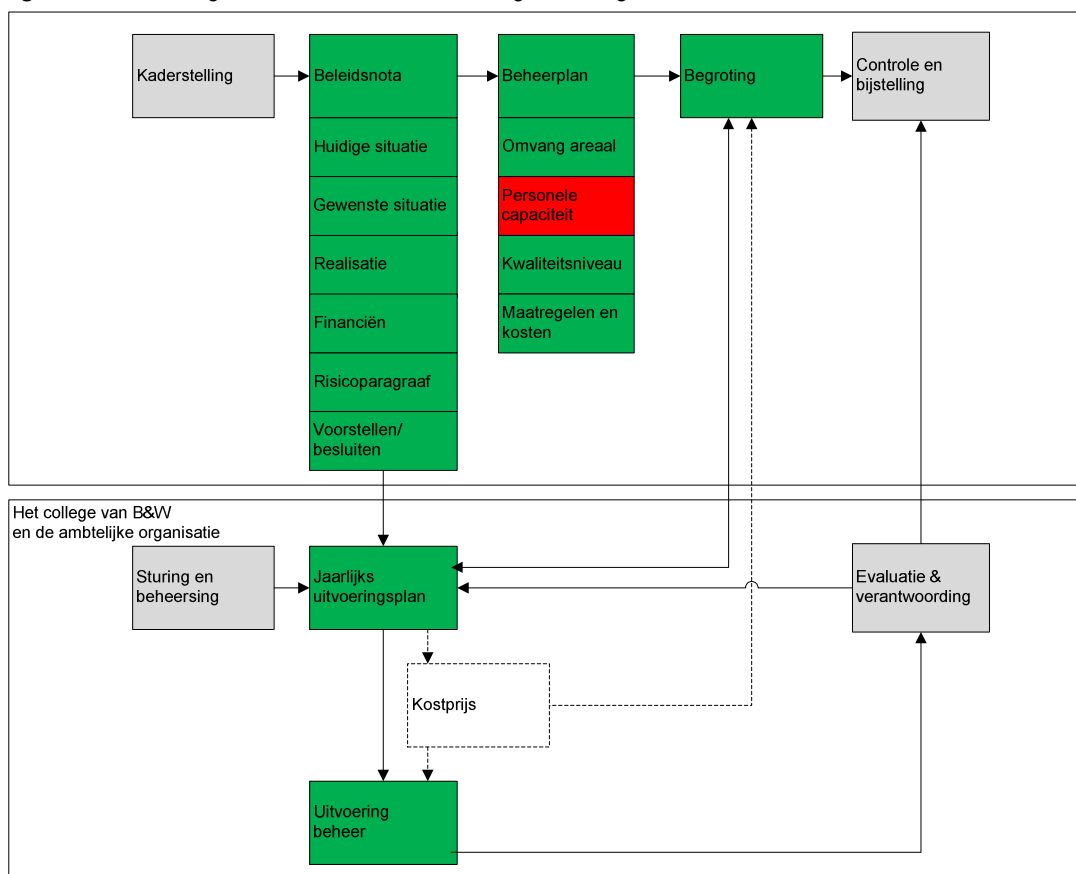 Kaderstelling
Beleidsnota
Beheerplan
Begroting
Controle en
bijstelling
Huidige situatie
Gewenste situatie
Realisatie
Financiën
Risicoparagraaf
Voorstellen/
besluiten
Omvang areaal
Personele
capaciteit
Kwaliteitsniveau
Maatregelen en
kosten
Het college van B&W
en de ambtelijke organisatie
Sturing en
beheersing
Jaarlijks
uitvoeringsplan
Evaluatie &
verantwoording
Kostprijs
Uitvoering
beheer